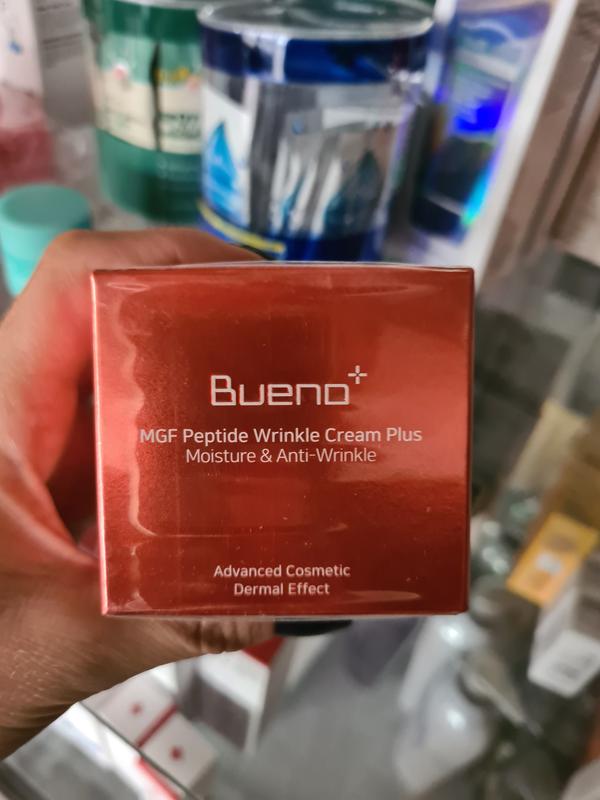 Bueno+
MGF Peptide Wrinkle Cream Plus
Moisture & Anti-Wrinkle
Advanced Cosmetic
Dermal Effect